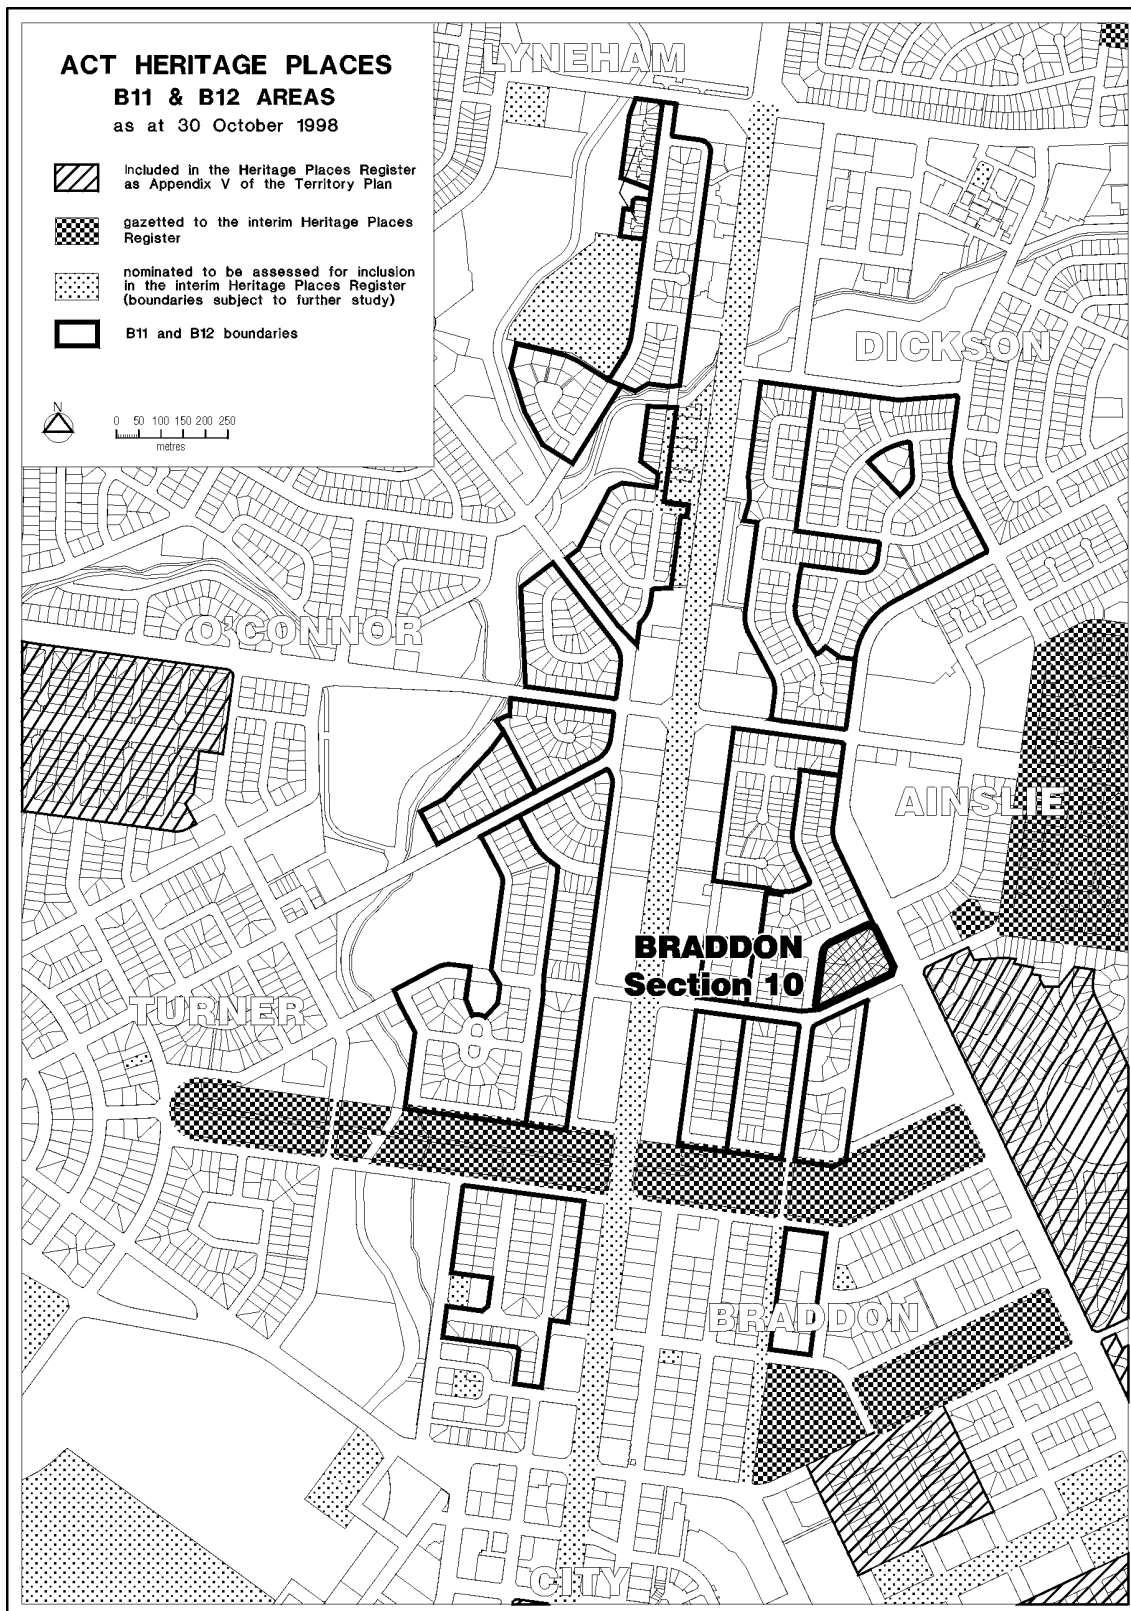 ACT HERITAGE PLACES
B11 & B12 AREAS
as at 30 October 1998
Included in the Heritage Places Register
as Appendix V of the Territory Plan
gazetted to the interim Heritage Places
Register
nominated to be assessed for inclusion
in the interim Heritage Places Register
(boundaries subject to further study)
B11 and B12 boundaries
N
0 50 100 150 200 250
metres
LYNEHAM
DICKSON
O'CONNOR
AINSLIE
BRADDON
Section 10
TURNER
BRADDON
CITY